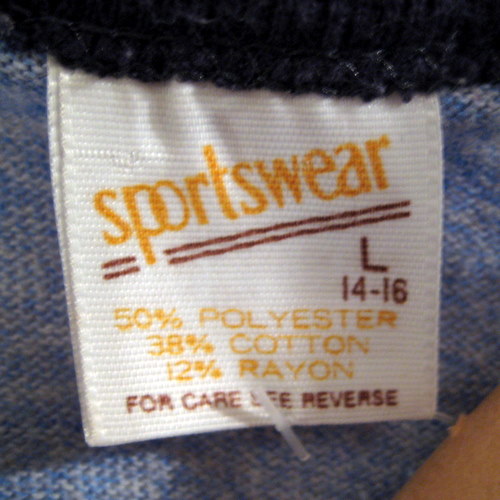 sportswear
L
14-16
50% POLYESTER
38% COTTON
12% RAYON
FOR CARE SEE REVERSE